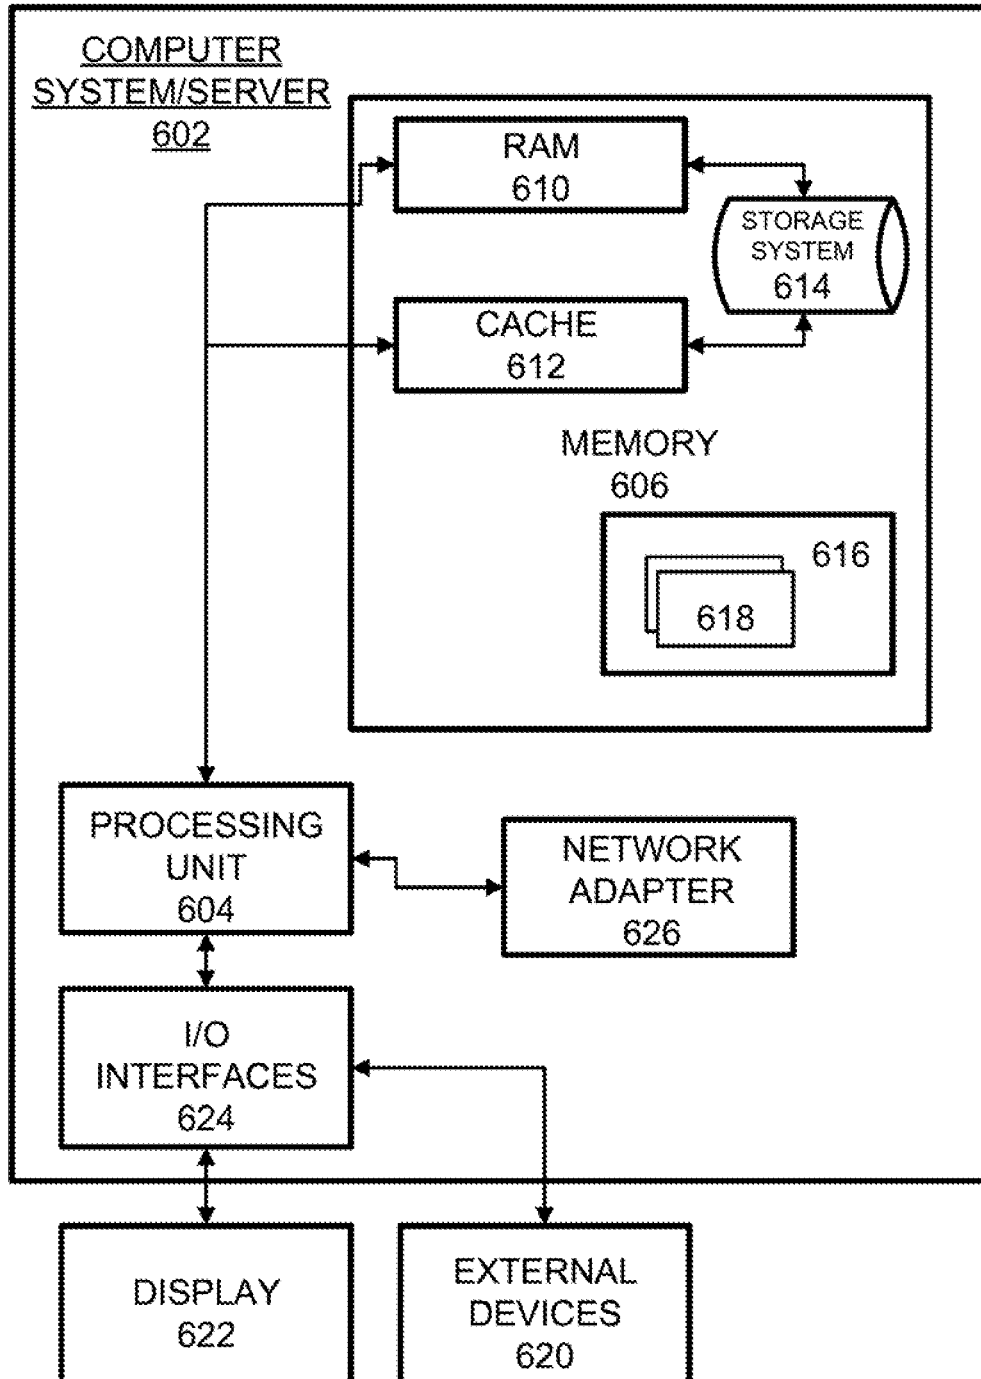 COMPUTER
SYSTEM/SERVER
602
RAM
610
STORAGE
SYSTEM
614
CACHE
612
MEMORY
606
616
618
PROCESSING
UNIT
604
NETWORK
ADAPTER
626
I/O
INTERFACES
624
DISPLAY
622
EXTERNAL
DEVICES
620